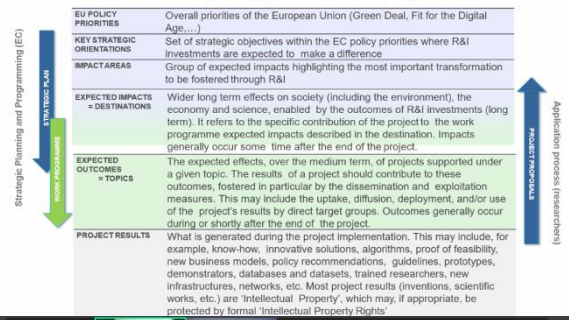 EU POLICY
PRIORITIES
Overall priorities of the European Union (Green Deal, Fit for the Digital
Age,…)
KEY STRATEGIC
ORIENTATIONS
Set of strategic objectives within the EC policy priorities where R&I
investments are expected to make a difference
IMPACT AREAS
Group of expected impacts highlighting the most important transformation
to be fostered through R&I
EXPECTED IMPACTS
= DESTINATIONS
Wider long term effects on society (including the environment), the
economy and science, enabled by the outcomes of R&I investments (long
term). It refers to the specific contribution of the project to the work
programme expected impacts described in the destination. Impacts
generally occur some time after the end of the project.
EXPECTED
OUTCOMES
= TOPICS
The expected effects, over the medium term, of projects supported under
a given topic. The results of a project should contribute to these
outcomes, fostered in particular by the dissemination and exploitation
measures. This may include the uptake, diffusion, deployment, and/or use
of the project's results by direct target groups. Outcomes generally occur
during or shortly after the end of the project.
PROJECT RESULTS
What is generated during the project implementation. This may include, for
example, know-how, innovative solutions, algorithms, proof of feasibility,
new business models, policy recommendations, guidelines, prototypes,
demonstrators, databases and datasets, trained researchers, new
infrastructures, networks, etc. Most project results (inventions, scientific
works, etc.) are 'Intellectual Property', which may, if appropriate, be
protected by formal 'Intellectual Property Rights'
Strategic Planning and Programming (EC)
STRATEGIC PLAN
WORK PROGRAMME
PROJECT PROPOSALS
Application process (researchers)